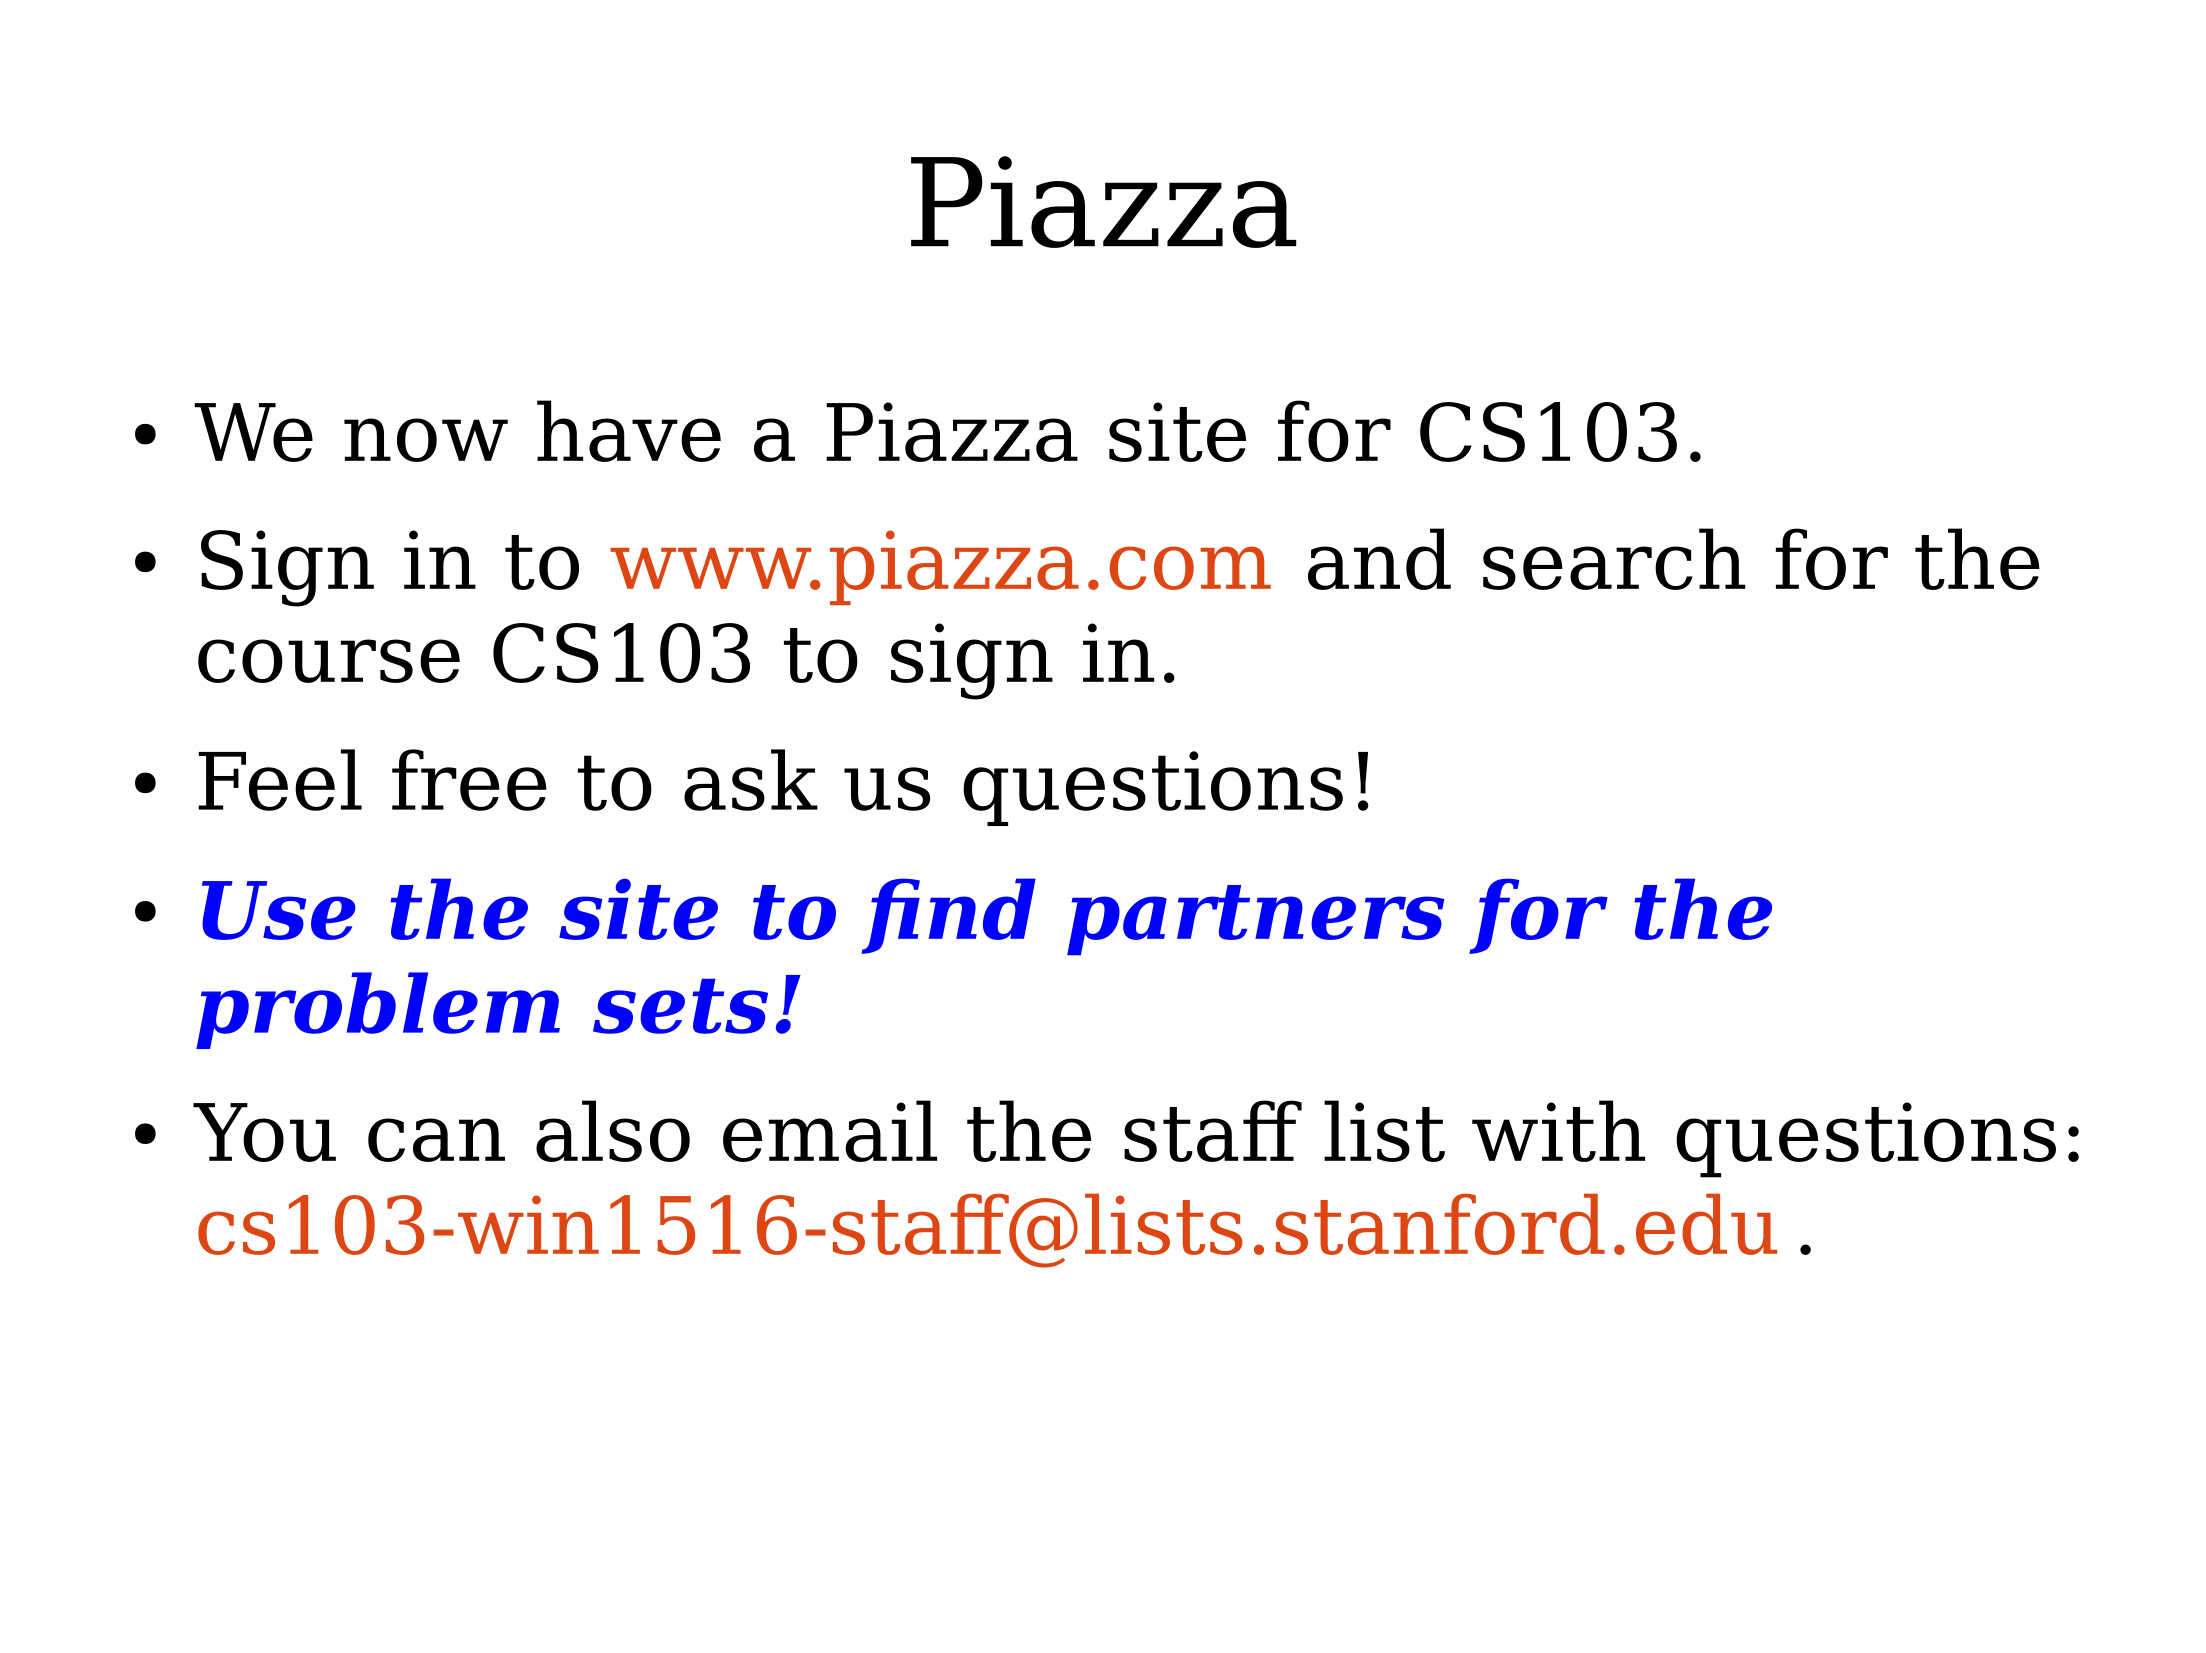 Piazza
• We now have a Piazza site for CS103.
• Sign in to www.piazza.com and search for the
course CS103 to sign in.
• Feel free to ask us questions!
• Use the site to find partners for the
problem sets!
• You can also email the staff list with questions:
cs103-win1516-staff@lists.stanford.edu.